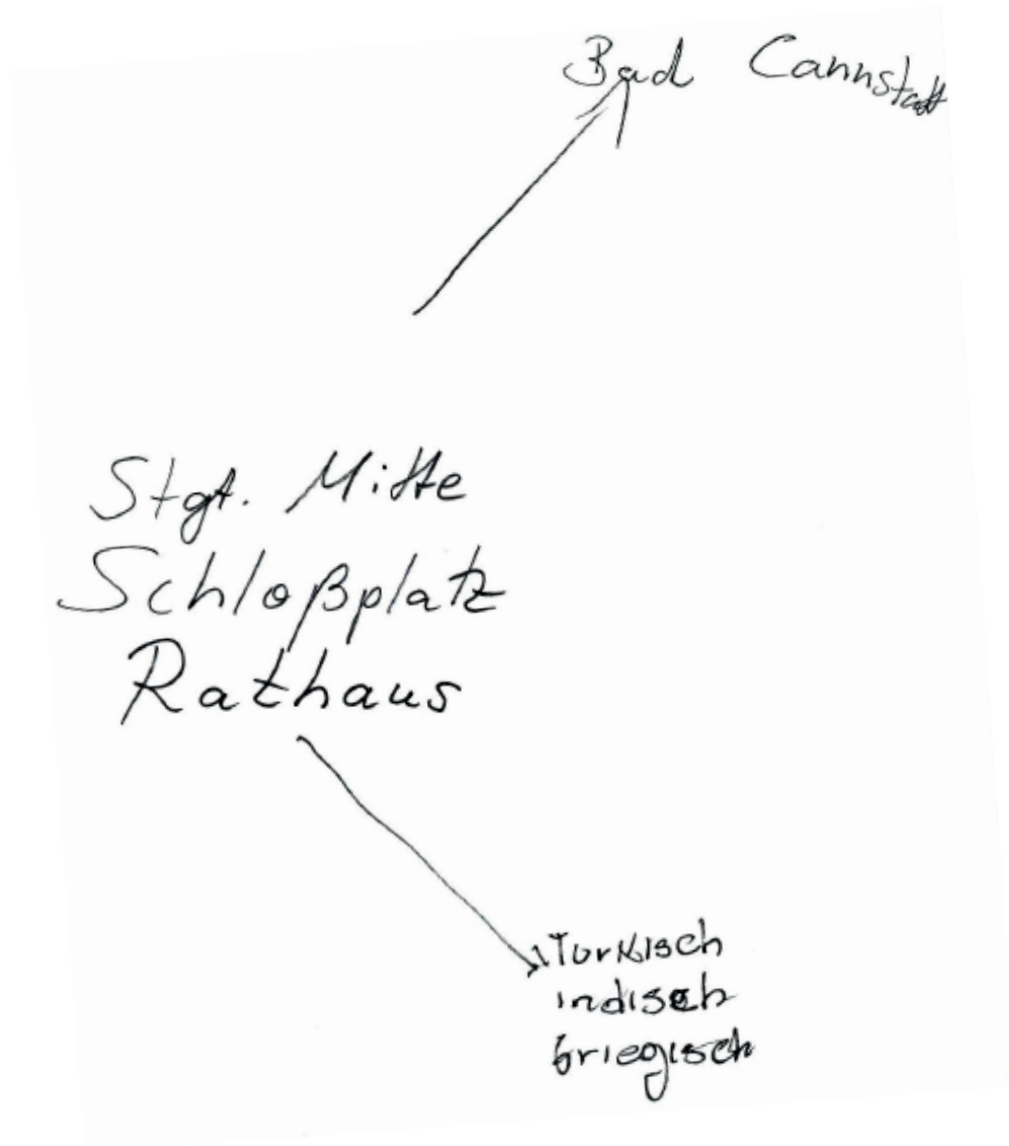 Bad Cannstatt
Stgt. Mitte
Schloßplatz
Rathaus
Türkisch
indisch
Griegisch